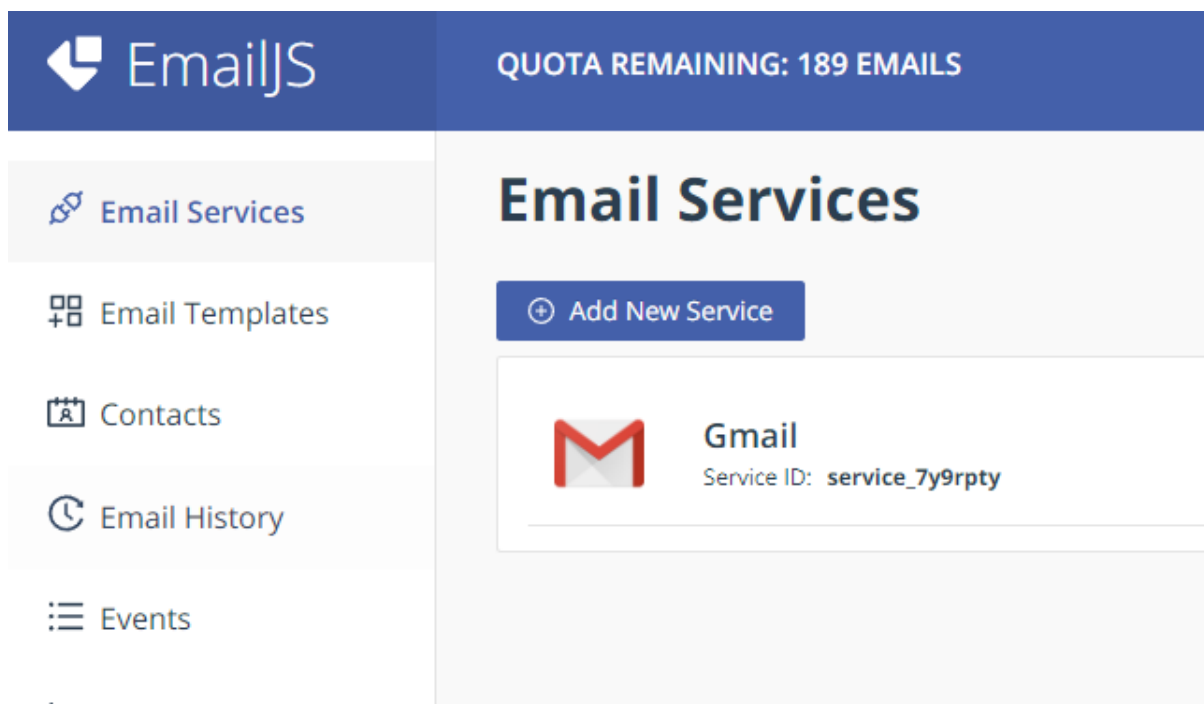 EmailJS
QUOTA REMAINING: 189 EMAILS
Email Services
Email Templates
Contacts
Email History
Events
Email Services
Add New Service
Gmail
Service ID: service_7y9rpty